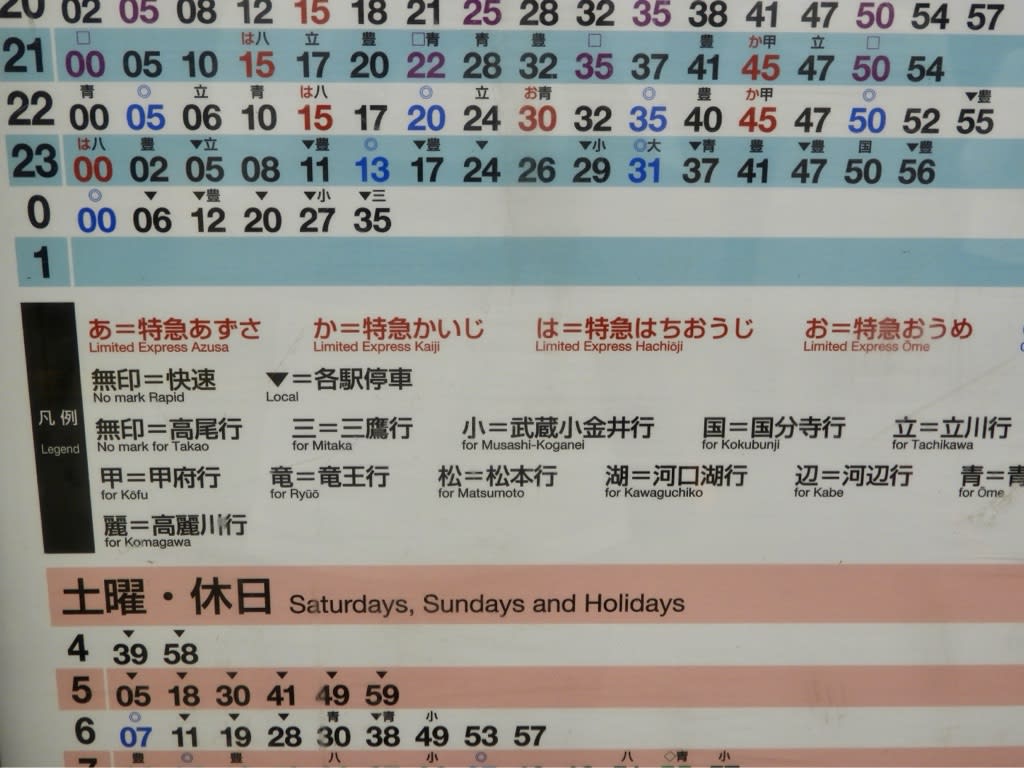 20 02 05 08 12 15 18 21 25 28 32 35 38 41 47 50 54 57
□ は八 立 豊 □青 青 豊 □ 豊 か甲 立 □
21 00 05 10 15 17 20 22 28 32 35 37 41 45 47 50 54
青 ◎ 立 青 は八 ◎ 立 お青 ◎ 豊 か甲 ◎ ▼豊
22 00 05 06 10 15 17 20 24 30 32 35 40 45 47 50 52 55
は八 豊 ▼立 ▼豊 ◎ ▼豊 ▼ ▼小 ◎大 ▼青 豊 ▼豊 国 ▼豊
23 00 02 05 08 11 13 17 24 26 29 31 37 41 47 50 56
◎ ▼ ▼豊 ▼ ▼小 ▼三
0 00 06 12 20 27 35
1
あ＝特急あずさ か＝特急かいじ は＝特急はちおうじ お＝特急おうめ
Limited Express Azusa Limited Express Kaiji Limited Express Hachiōji Limited Express Ōme
無印＝快速 ▼＝各駅停車
No mark Rapid Local
凡例
Legend
無印＝高尾行 三＝三鷹行 小＝武蔵小金井行 国＝国分寺行 立＝立川行
No mark for Takao for Mitaka for Musashi-Koganei for Kokubunji for Tachikawa
甲＝甲府行 竜＝竜王行 松＝松本行 湖＝河口湖行 辺＝河辺行 青＝青
for Kōfu for Ryūō for Matsumoto for Kawaguchiko for Kabe for Ōme
麗＝高麗川行
for Komagawa
土曜・休日 Saturdays, Sundays and Holidays
▼ ▼
4 39 58
▼ ▼ ▼ ▼ ▼ ▼
5 05 18 30 41 49 59
◎ ▼ ▼ ▼ 青 ▼青 小
6 07 11 19 28 30 38 49 53 57
豊 ◎ 豊 八 小 ◎ 八 ◇青 小
7